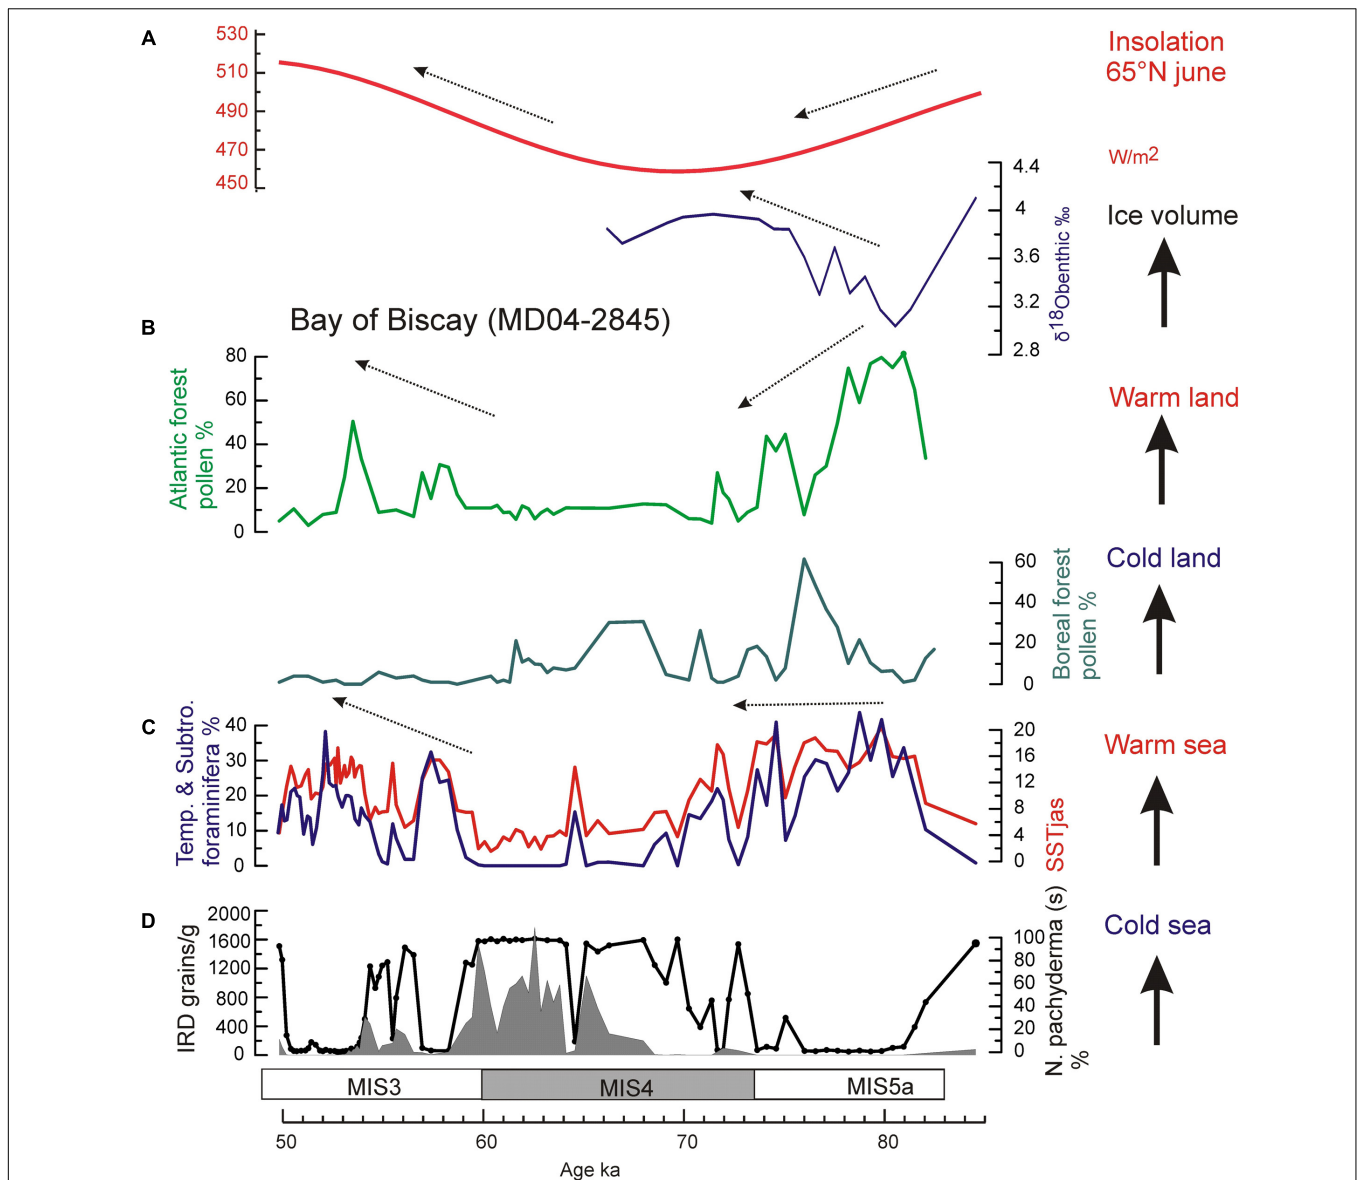 A
530
510
490
470
450
Insolation
65°N june
W/m2
4.4
4
3.6
3.2
2.8
δ18Obenthic ‰
Ice volume
Bay of Biscay (MD04-2845)
B
80
60
40
20
0
Atlantic forest
pollen %
Warm land
60
40
20
0
Boreal forest
pollen %
Cold land
C
40
30
20
10
0
Temp. & Subtro.
foraminifera %
20
16
12
8
4
0
SSTjas
Warm sea
D
2000
1600
1200
800
400
0
IRD grains/g
100
80
60
40
20
0
N. pachyderma (s)
%
Cold sea
MIS3
MIS4
MIS5a
50
60
70
80
Age ka